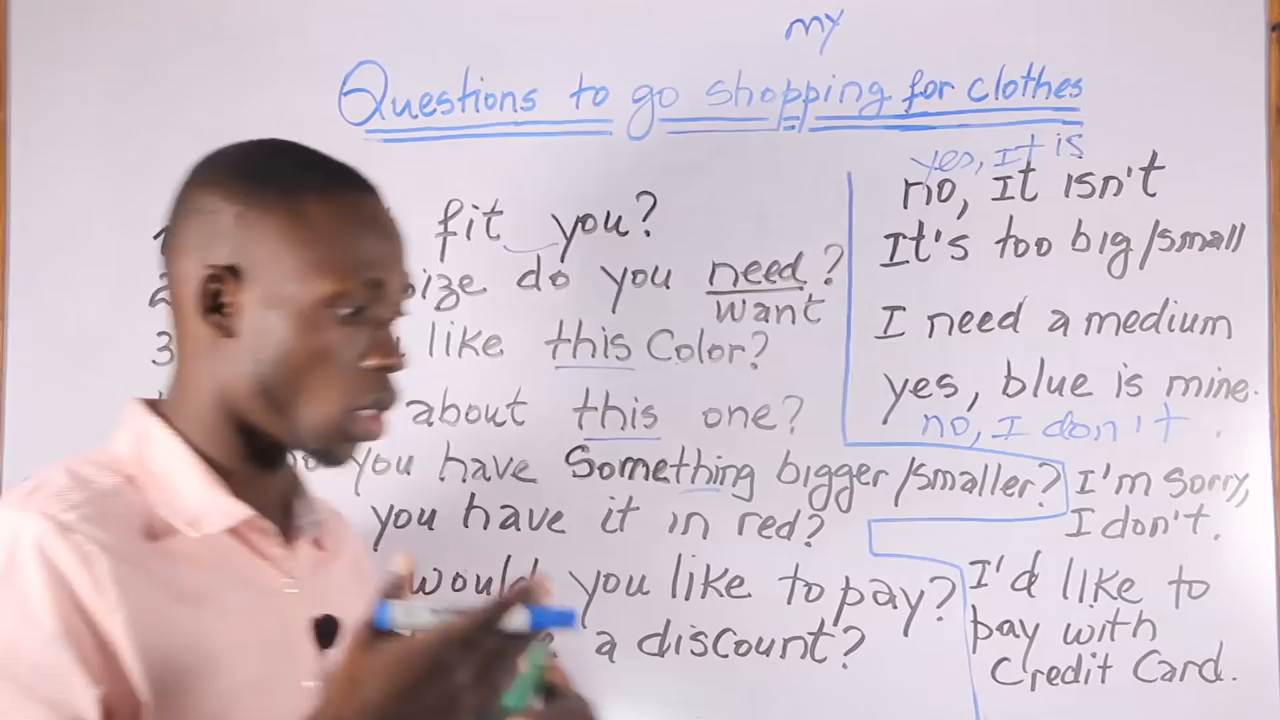 my
Questions to go shopping for clothes
yes, It is
no, It isn't
fit you?
It's too big/small
ize do you need?
want
I need a medium
3 like this Color?
yes, blue is mine.
about this one?
no, I don't.
you have Something bigger/smaller?
I'm Sorry,
I don't.
you have it in red?
would you like to pay?
I'd like to
pay with
Credit Card.
a discount?